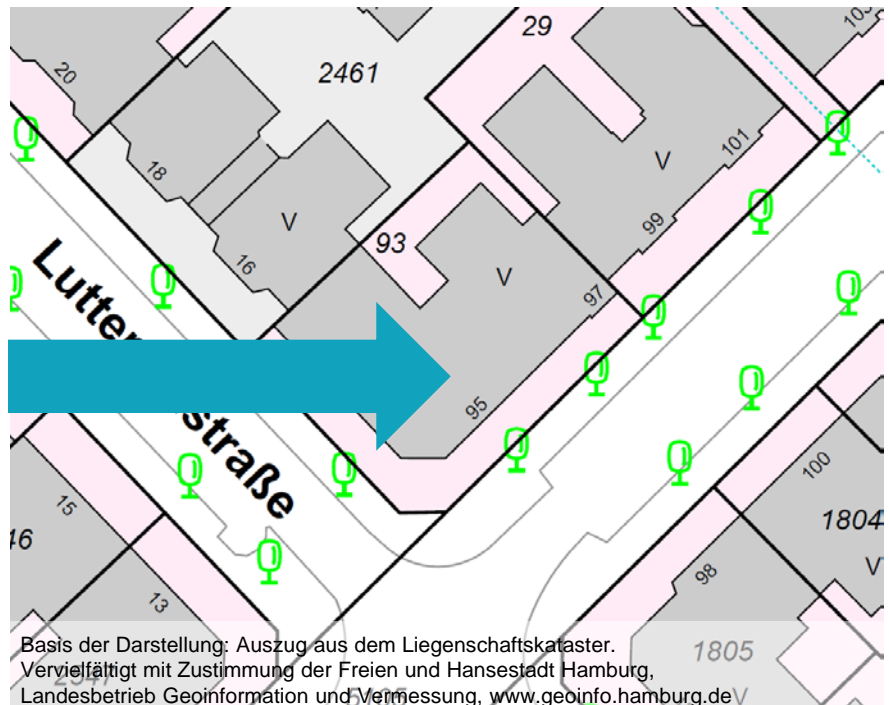 29
103
2461
20
101
18
V
V
99
93
16
V
97
95
straße
100
15
1804
13
98
V
1805
Basis der Darstellung: Auszug aus dem Liegenschaftskataster.
Vervielfältigt mit Zustimmung der Freien und Hansestadt Hamburg,
Landesbetrieb Geoinformation und Vermessung, www.geoinfo.hamburg.de
V